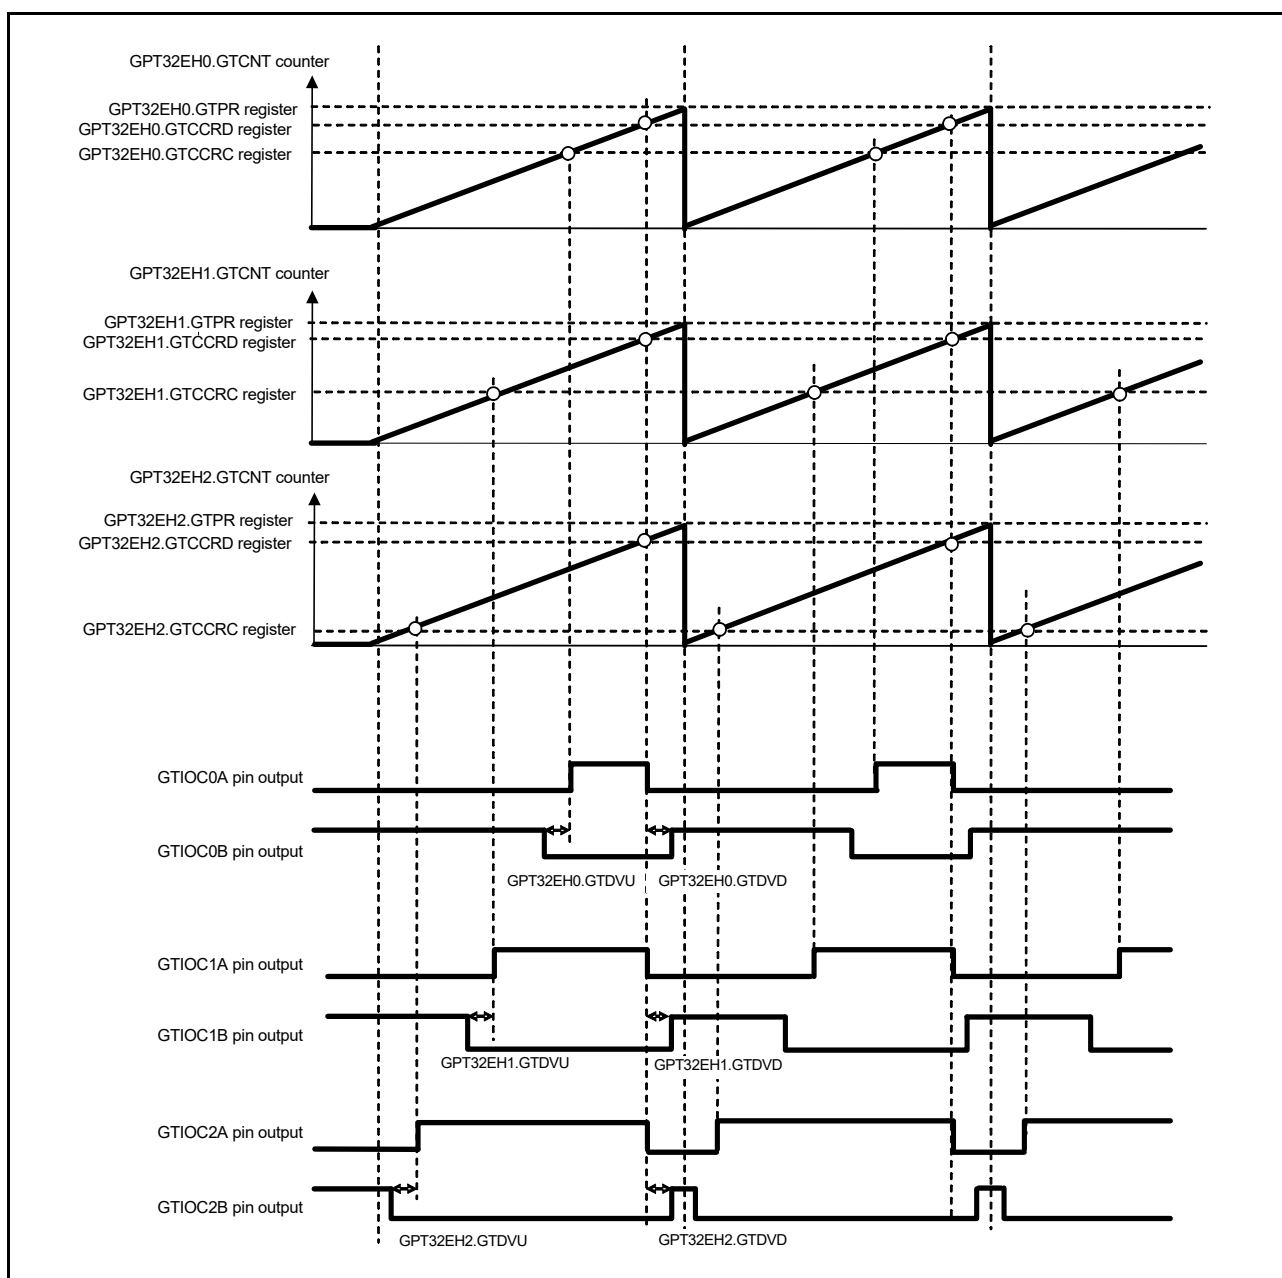 GPT32EH0.GTCNT counter
GPT32EH0.GTPR register
GPT32EH0.GTCCRD register
GPT32EH0.GTCCRC register
GPT32EH1.GTCNT counter
GPT32EH1.GTPR register
GPT32EH1.GTCCRD register
GPT32EH1.GTCCRC register
GPT32EH2.GTCNT counter
GPT32EH2.GTPR register
GPT32EH2.GTCCRD register
GPT32EH2.GTCCRC register
GTIOC0A pin output
GTIOC0B pin output
GPT32EH0.GTDVU GPT32EH0.GTDVD
GTIOC1A pin output
GTIOC1B pin output
GPT32EH1.GTDVU GPT32EH1.GTDVD
GTIOC2A pin output
GTIOC2B pin output
GPT32EH2.GTDVU GPT32EH2.GTDVD